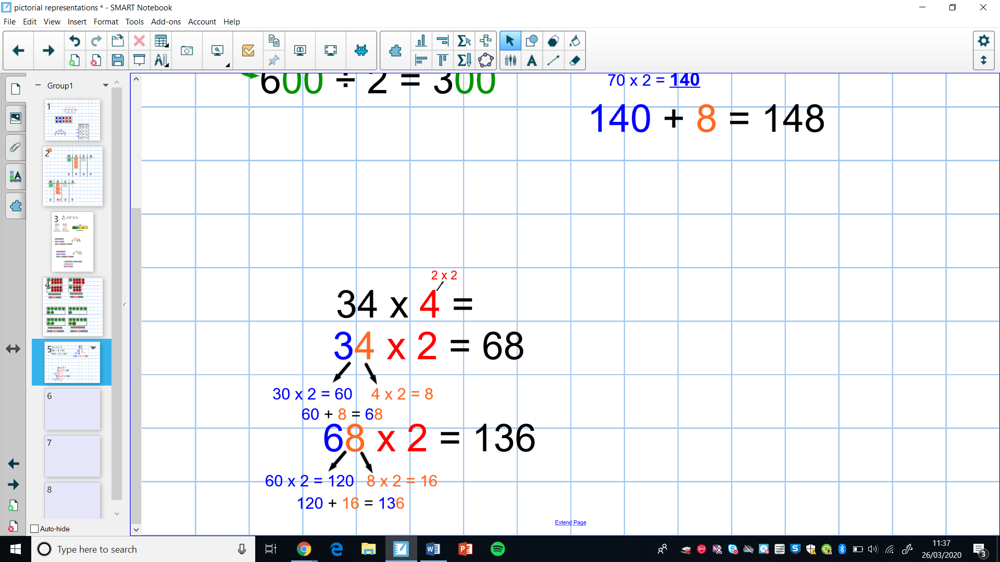 pictorial representations * - SMART Notebook
File Edit View Insert Format Tools Add-ons Account Help
Group1
1
2
3
4
5
6
7
8
Auto-hide
600 ÷ 2 = 300
70 x 2 = 140
140 + 8 = 148
2 x 2
34 x 4 =
34 x 2 = 68
30 x 2 = 60 4 x 2 = 8
60 + 8 = 68
68 x 2 = 136
60 x 2 = 120 8 x 2 = 16
120 + 16 = 136
Extend Page
Type here to search
11:37
26/03/2020
3